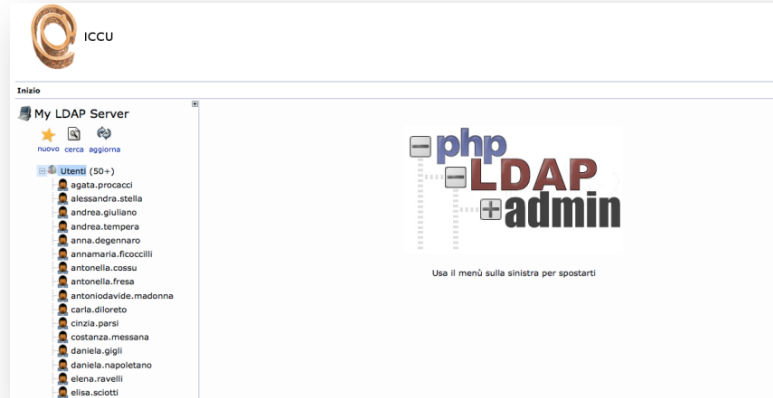 ICCU
Inizio
My LDAP Server
nuovo cerca aggiorna
Utenti (50+)
agata.procacci
alessandra.stella
andrea.giuliano
andrea.tempera
anna.degennaro
annamaria.ficoccilli
antonella.cossu
antonella.fresa
antoniodavide.madonna
carla.diloreto
cinzia.parsi
costanza.messana
daniela.gigli
daniela.napoletano
elena.ravelli
elisa.sciotti
php
LDAP
admin
Usa il menù sulla sinistra per spostarti